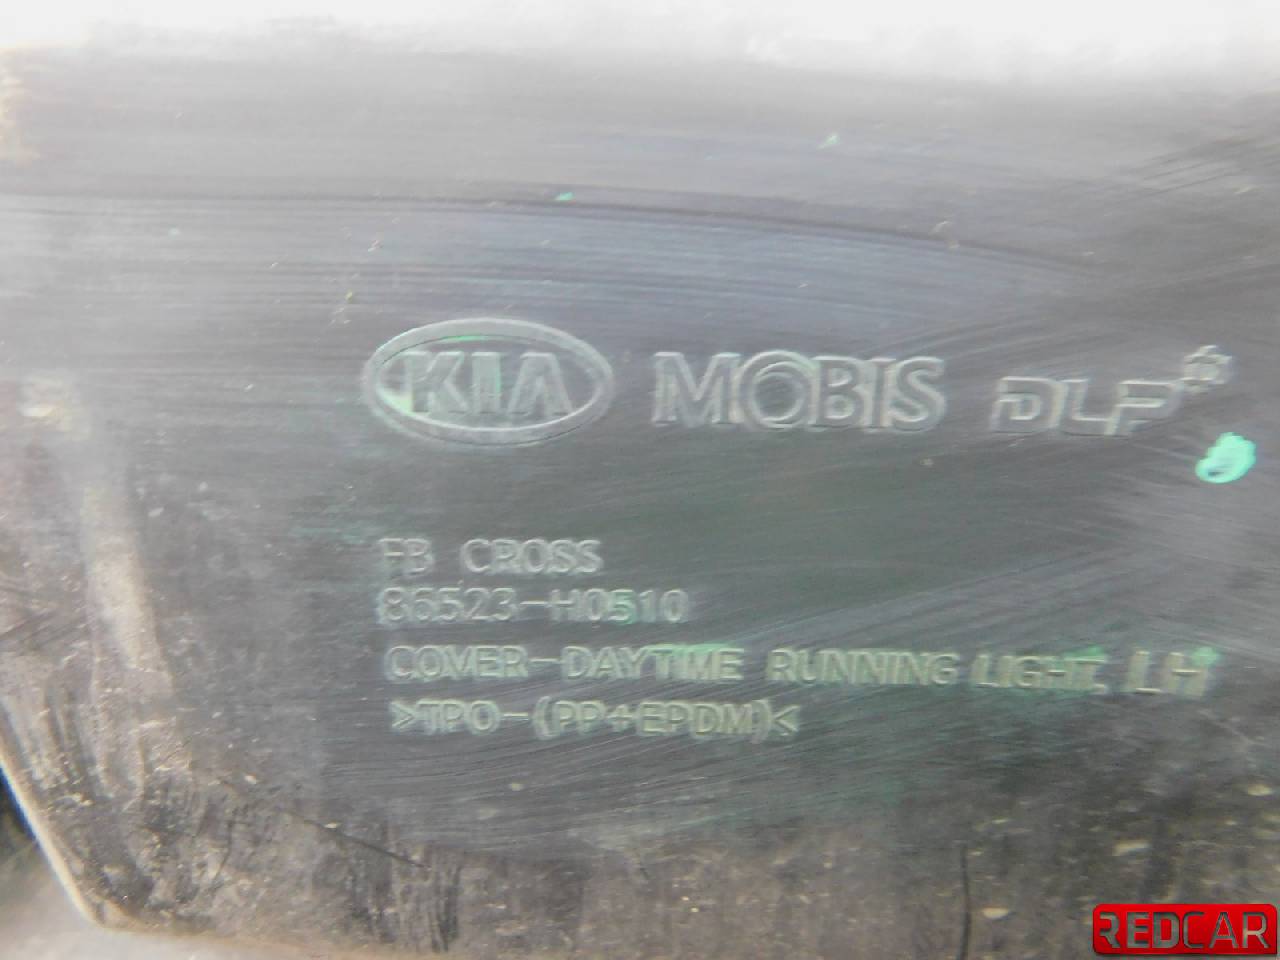 KIA MOBIS DLP
FB CROSS
86523-H0510
COVER-DAYTIME RUNNING LIGHT, LH
>TPO-(PP+EPDM)<
REDCAR